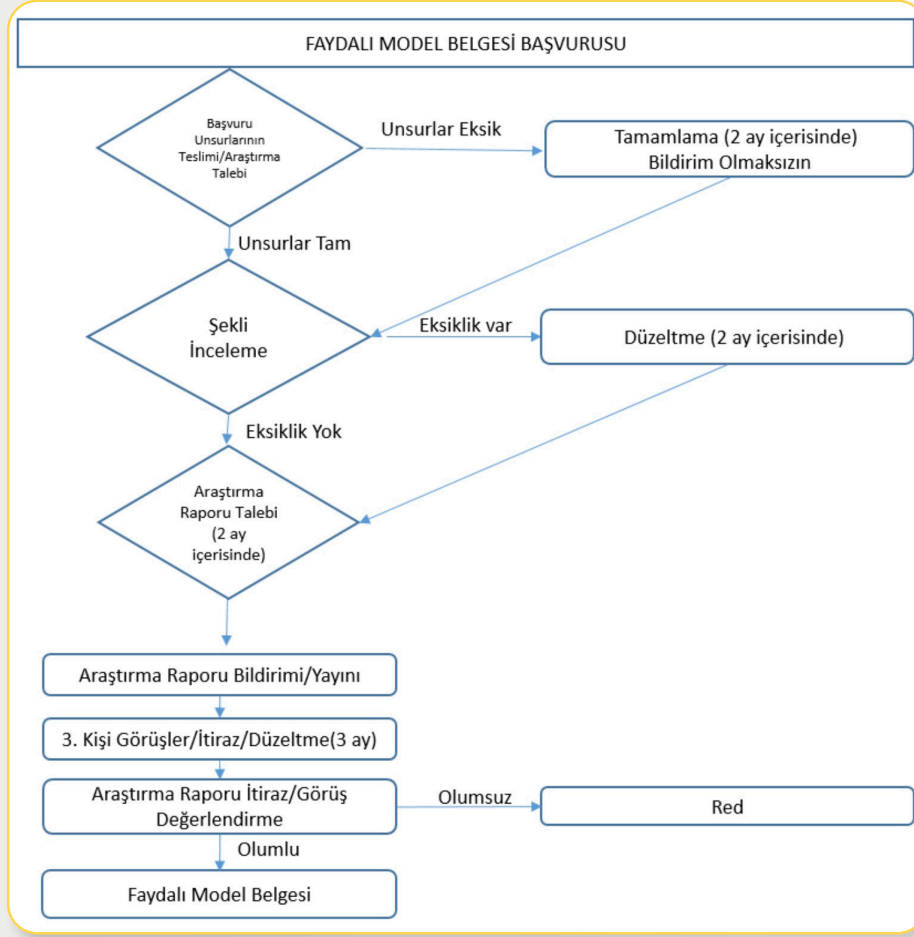 FAYDALI MODEL BELGESİ BAŞVURUSU
Başvuru
Unsurlarının
Teslimi/Araştırma
Talebi
Unsurlar Eksik
Tamamlama (2 ay içerisinde)
Bildirim Olmaksızın
Unsurlar Tam
Şekli
İnceleme
Eksiklik var
Düzeltme (2 ay içerisinde)
Eksiklik Yok
Araştırma
Raporu Talebi
(2 ay
içerisinde)
Araştırma Raporu Bildirimi/Yayını
3. Kişi Görüşler/İtiraz/Düzeltme(3 ay)
Araştırma Raporu İtiraz/Görüş
Değerlendirme
Olumsuz
Red
Olumlu
Faydalı Model Belgesi